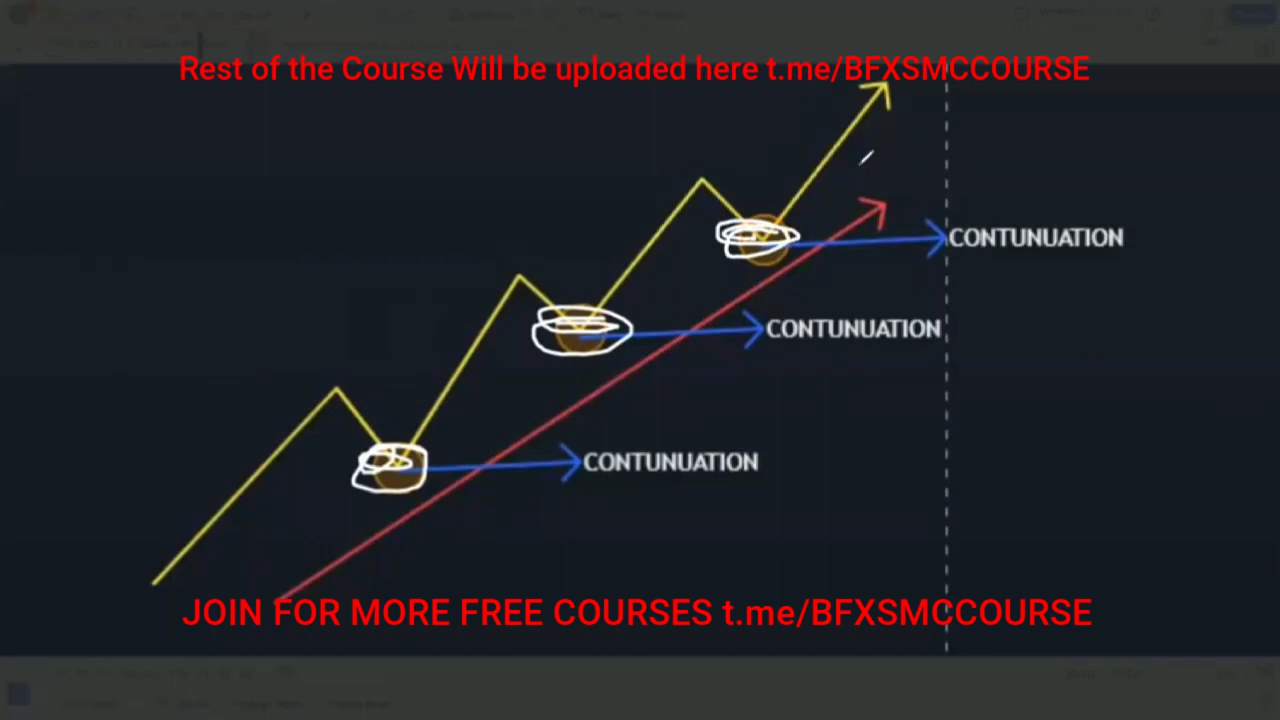 Rest of the Course Will be uploaded here t.me/BFXSMCCOURSE
CONTUNUATION
CONTUNUATION
CONTUNUATION
JOIN FOR MORE FREE COURSES t.me/BFXSMCCOURSE